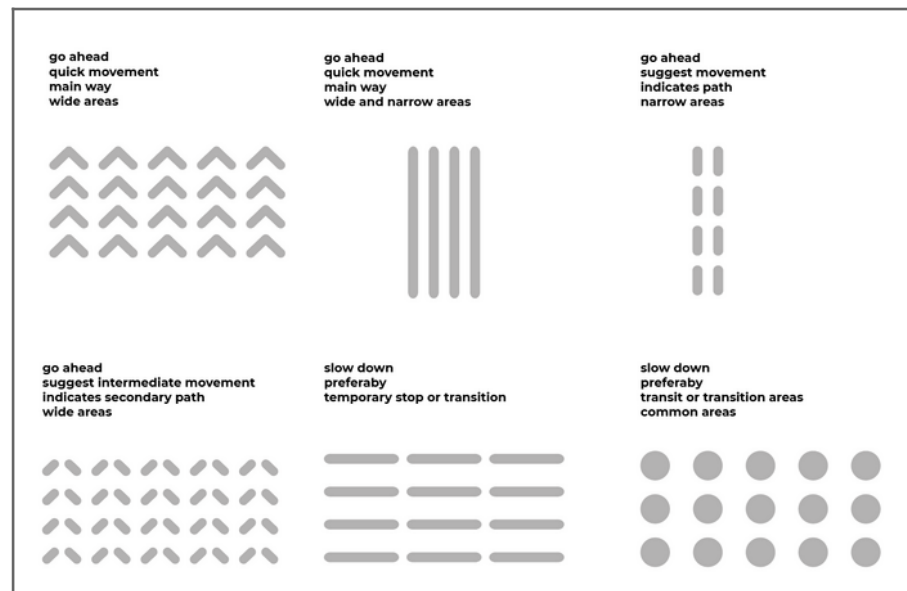 go ahead
quick movement
main way
wide areas
go ahead
quick movement
main way
wide and narrow areas
go ahead
suggest movement
indicates path
narrow areas
go ahead
suggest intermediate movement
indicates secondary path
wide areas
slow down
preferaby
temporary stop or transition
slow down
preferaby
transit or transition areas
common areas